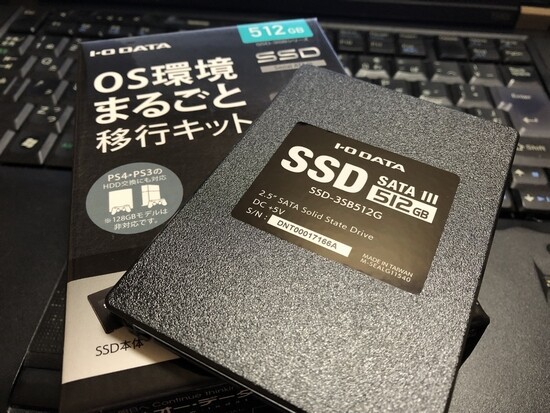 I-O DATA
512GB
SSD
OS環境
まるごと
移行キット
PS4・PS3の
HDD交換にも対応
※128GBモデルは
非対応です。
SSD本体
I-O DATA
SSD SATA III
512GB
SSD-3SB512G
2.5" SATA Solid State Drive
DC +5V
S/N : DNT00017186A
MADE IN TAIWAN
M-SEALG11540